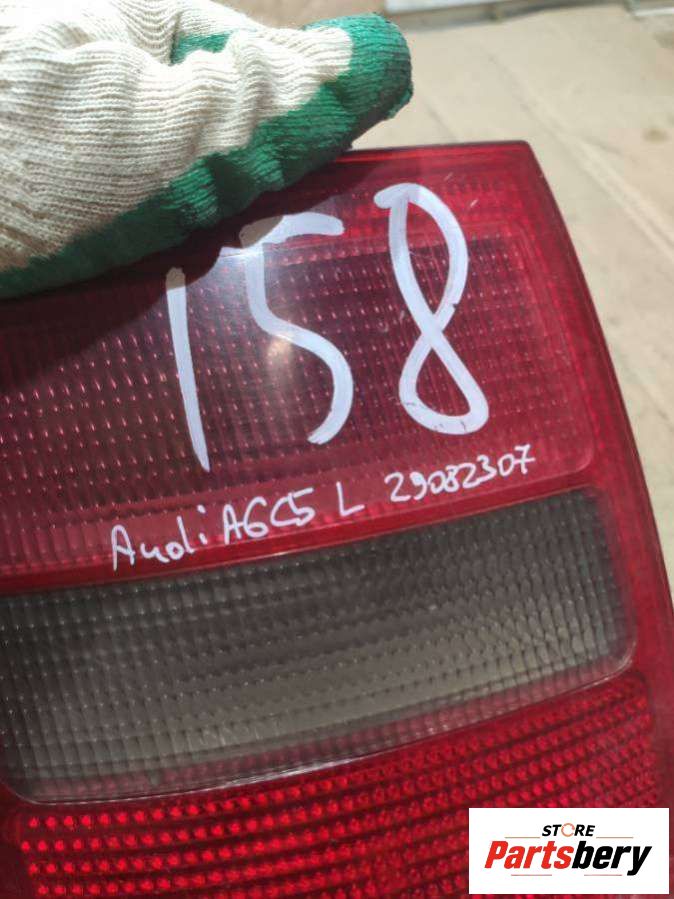 158
Audi A6C5 L 29082307
STORE
Partsbery